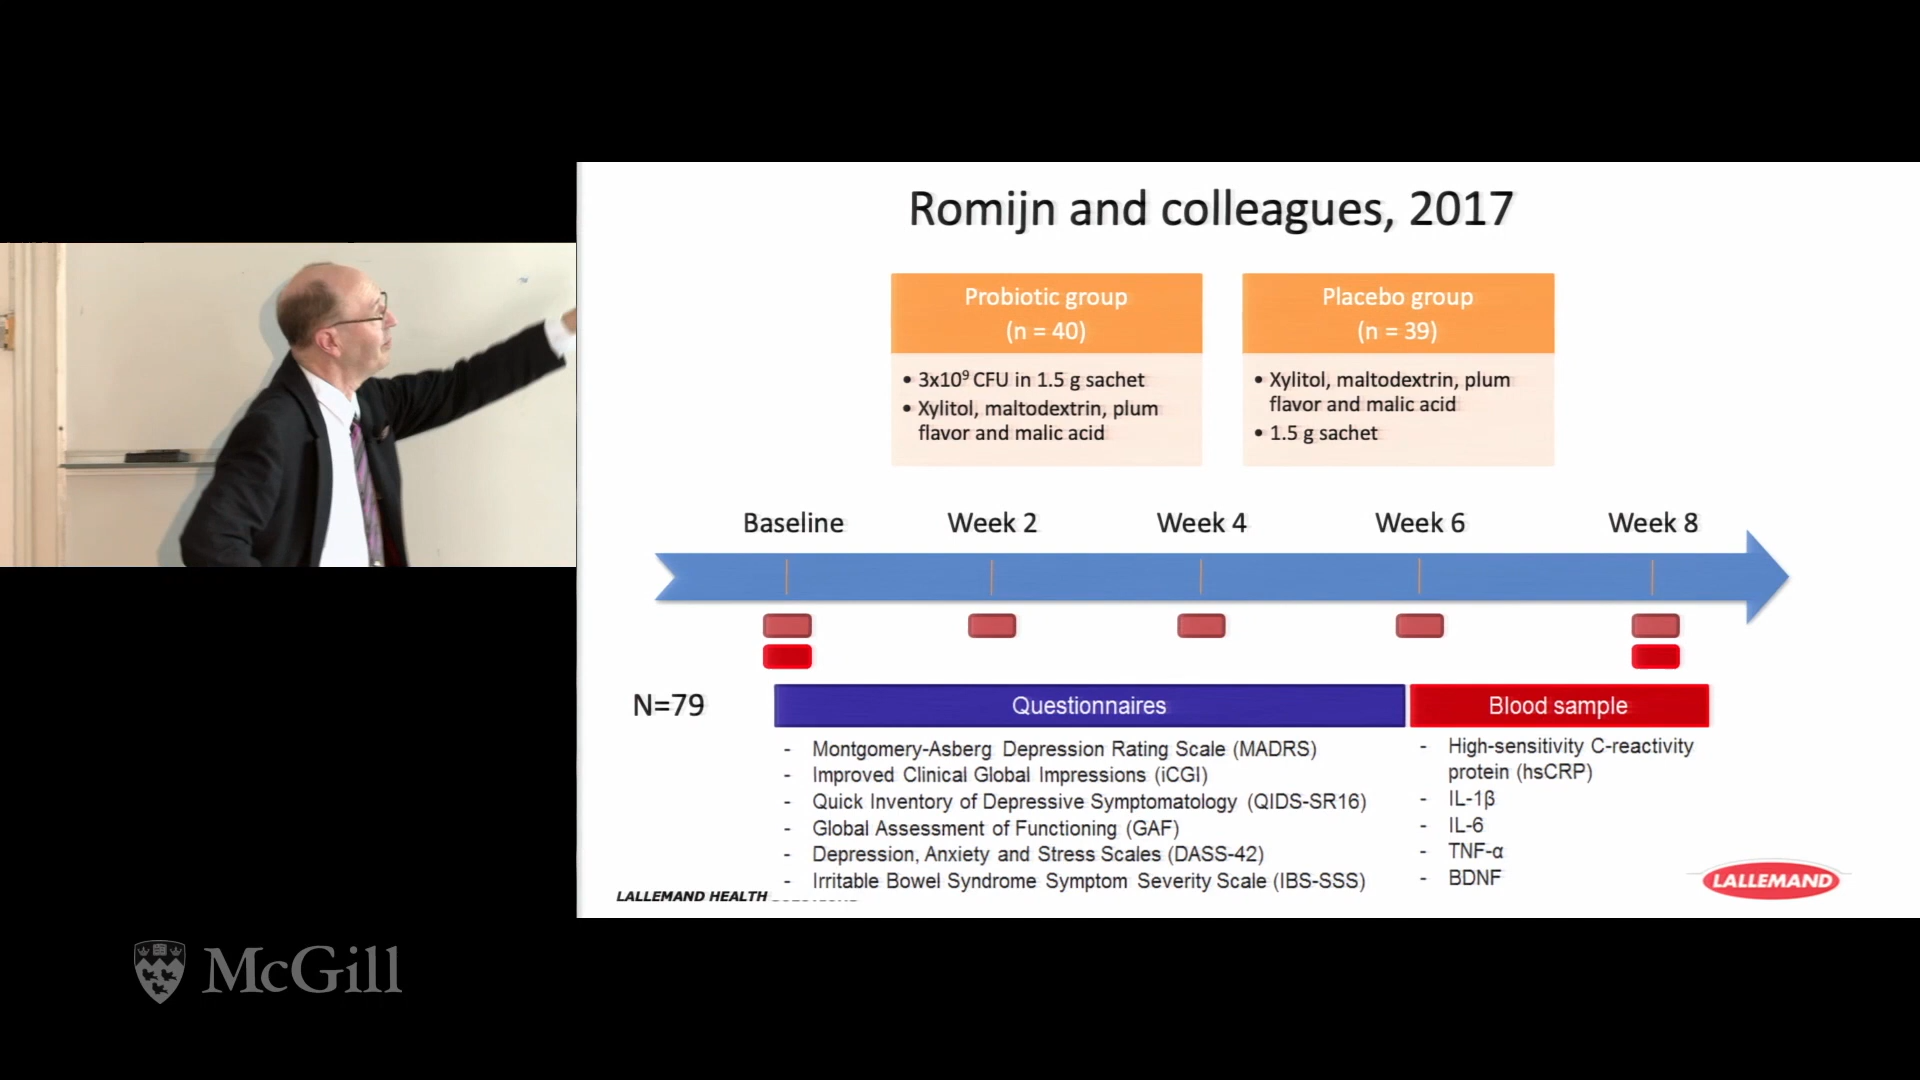 Romijn and colleagues, 2017
Probiotic group
(n = 40)
• 3x10⁹ CFU in 1.5 g sachet
• Xylitol, maltodextrin, plum
flavor and malic acid
Placebo group
(n = 39)
• Xylitol, maltodextrin, plum
flavor and malic acid
• 1.5 g sachet
Baseline
Week 2
Week 4
Week 6
Week 8
N=79
Questionnaires
- Montgomery-Asberg Depression Rating Scale (MADRS)
- Improved Clinical Global Impressions (iCGI)
- Quick Inventory of Depressive Symptomatology (QIDS-SR16)
- Global Assessment of Functioning (GAF)
- Depression, Anxiety and Stress Scales (DASS-42)
- Irritable Bowel Syndrome Symptom Severity Scale (IBS-SSS)
Blood sample
- High-sensitivity C-reactivity
protein (hsCRP)
- IL-1β
- IL-6
- TNF-α
- BDNF
LALLEMAND HEALTH
LALLEMAND
McGill